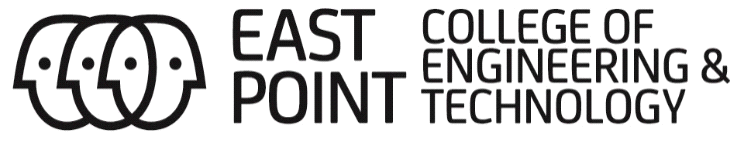 EAST
POINT
COLLEGE OF
ENGINEERING &
TECHNOLOGY